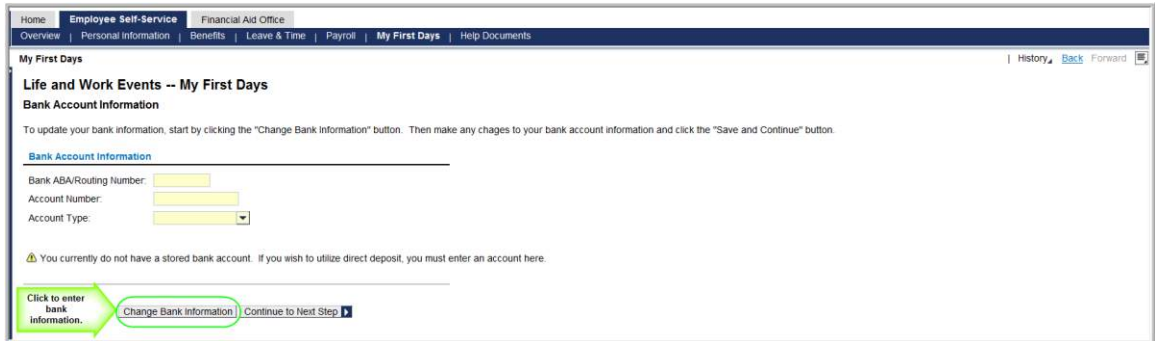 Home Employee Self-Service Financial Aid Office
Overview | Personal Information | Benefits | Leave & Time | Payroll | My First Days | Help Documents
My First Days | History Back Forward
Life and Work Events -- My First Days
Bank Account Information
To update your bank information, start by clicking the "Change Bank Information" button. Then make any chages to your bank account information and click the "Save and Continue" button.
Bank Account Information
Bank ABA/Routing Number:
Account Number:
Account Type:
You currently do not have a stored bank account. If you wish to utilize direct deposit, you must enter an account here.
Click to enter
bank
information.
Change Bank Information Continue to Next Step